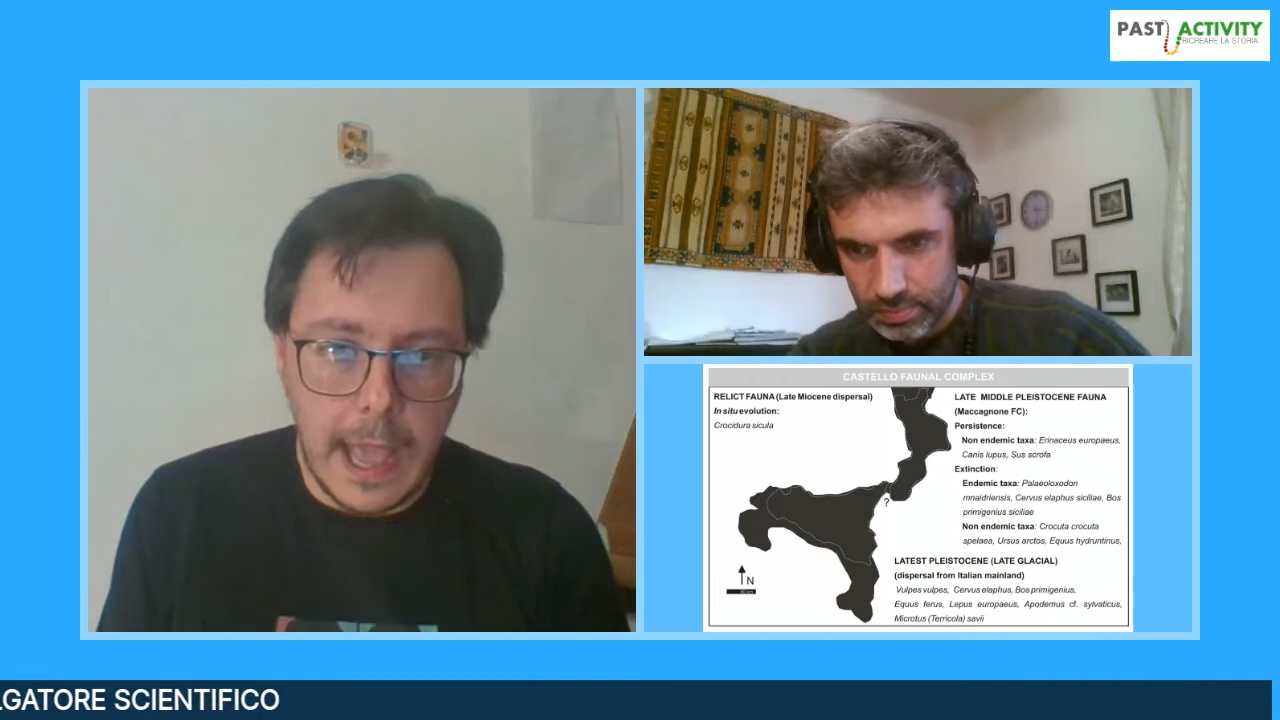 PAST ACTIVITY
RICREARE LA STORIA
CASTELLO FAUNAL COMPLEX
RELICT FAUNA (Late Miocene dispersal)
In situ evolution:
Crocidura sicula
LATE MIDDLE PLEISTOCENE FAUNA
(Maccagnone FC):
Persistence:
Non endemic taxa: Erinaceus europaeus,
Canis lupus, Sus scrofa
Extinction:
Endemic taxa: Palaeoloxodon
mnaidriensis, Cervus elaphus siciliae, Bos
primigenius siciliae
Non endemic taxa: Crocuta crocuta
spelaea, Ursus arctos, Equus hydruntinus,
?
N
LATEST PLEISTOCENE (LATE GLACIAL)
(dispersal from Italian mainland)
Vulpes vulpes, Cervus elaphus, Bos primigenius,
Equus ferus, Lepus europaeus, Apodemus cf. sylvaticus,
Microtus (Terricola) savii
LGATORE SCIENTIFICO